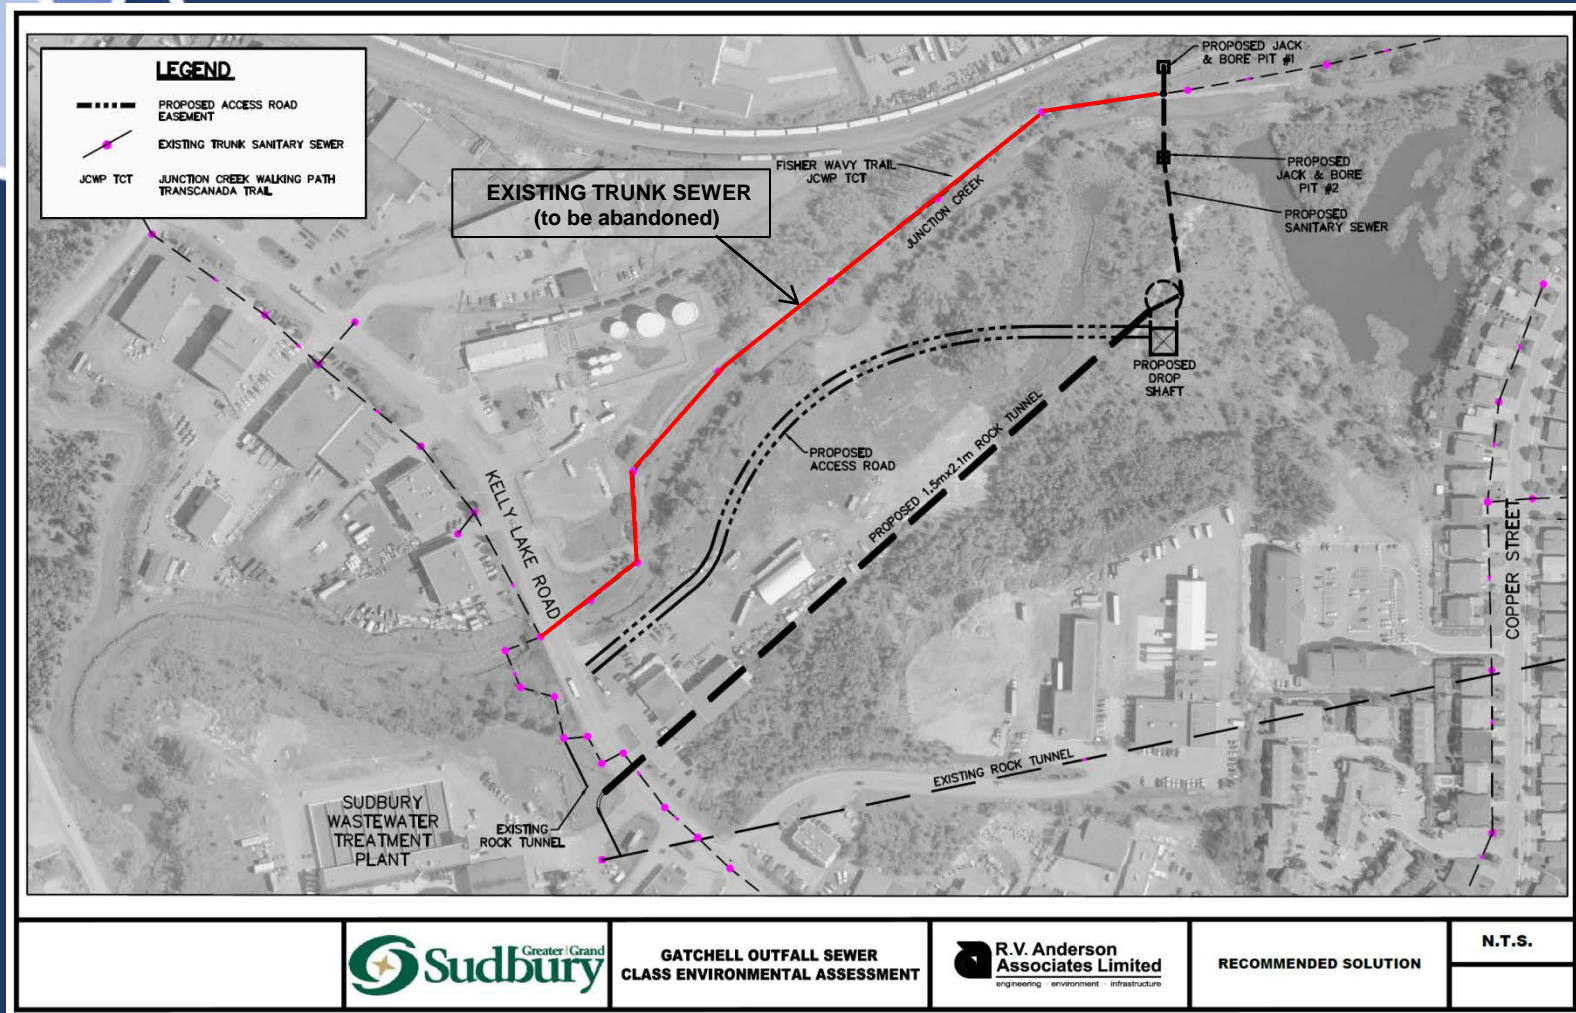 LEGEND
PROPOSED ACCESS ROAD
EASEMENT
EXISTING TRUNK SANITARY SEWER
JCWP TCT
JUNCTION CREEK WALKING PATH
TRANSCANADA TRAIL
PROPOSED JACK
& BORE PIT #1
FISHER WAVY TRAIL
JCWP TCT
EXISTING TRUNK SEWER
(to be abandoned)
JUNCTION CREEK
PROPOSED
JACK & BORE
PIT #2
PROPOSED
SANITARY SEWER
PROPOSED
DROP
SHAFT
PROPOSED
ACCESS ROAD
PROPOSED 1.5mx2.1m ROCK TUNNEL
KELLY LAKE ROAD
COPPER STREET
EXISTING ROCK TUNNEL
SUDBURY
WASTEWATER
TREATMENT
PLANT
EXISTING
ROCK TUNNEL
Greater | Grand
Sudbury
GATCHELL OUTFALL SEWER
CLASS ENVIRONMENTAL ASSESSMENT
R.V. Anderson
Associates Limited
engineering · environment · infrastructure
RECOMMENDED SOLUTION
N.T.S.